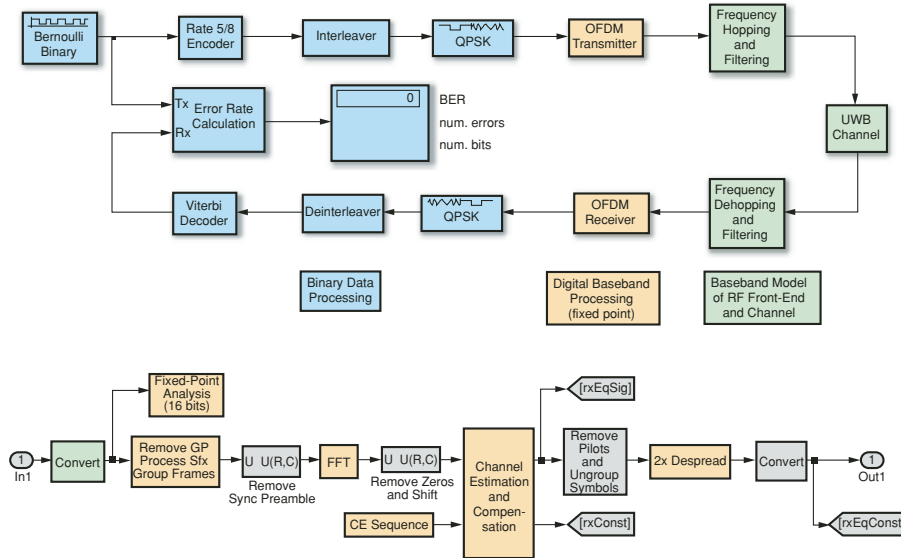 Bernoulli
Binary
Rate 5/8
Encoder
Interleaver
QPSK
OFDM
Transmitter
Frequency
Hopping
and
Filtering
Tx
Rx
Error Rate
Calculation
0
BER
num. errors
num. bits
UWB
Channel
Viterbi
Decoder
Deinterleaver
QPSK
OFDM
Receiver
Frequency
Dehopping
and
Filtering
Binary Data
Processing
Digital Baseband
Processing
(fixed point)
Baseband Model
of RF Front-End
and Channel
Fixed-Point
Analysis
(16 bits)
[rxEqSig]
1
In1
Convert
Remove GP
Process Sfx
Group Frames
U U(R,C)
Remove
Sync Preamble
FFT
U U(R,C)
Remove Zeros
and Shift
CE Sequence
Channel
Estimation
and
Compen-
sation
Remove
Pilots
and
Ungroup
Symbols
[rxConst]
2x Despread
Convert
1
Out1
[rxEqConst